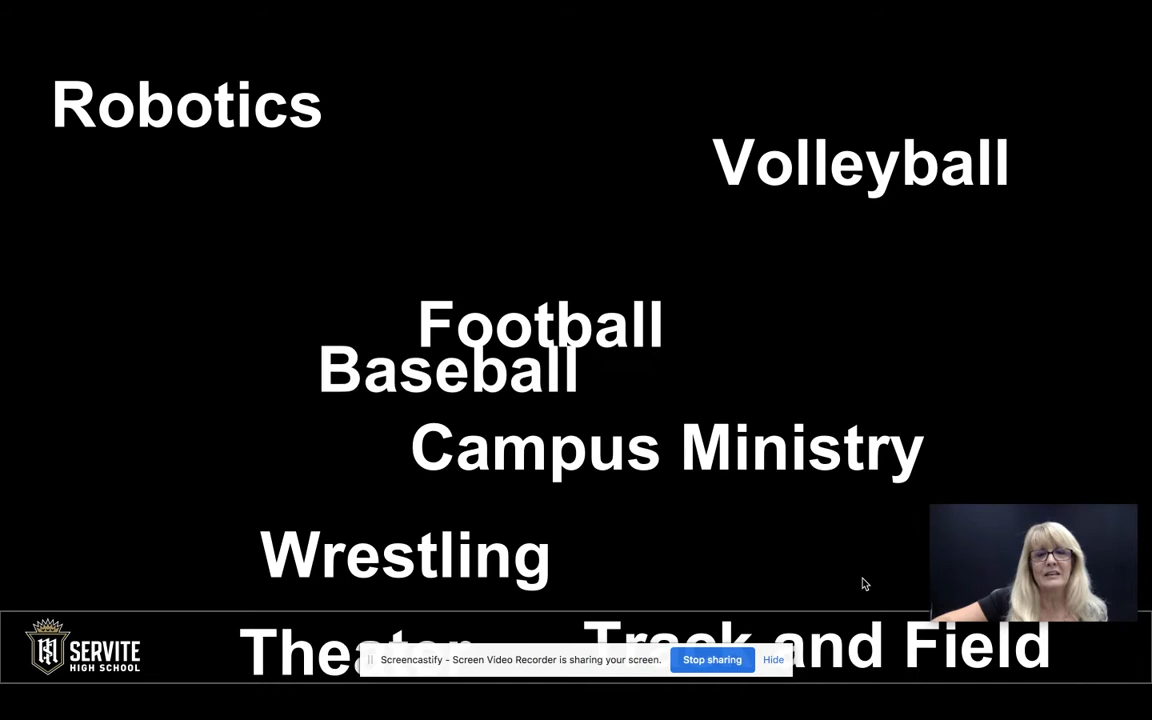 Robotics
Volleyball
Football
Baseball
Campus Ministry
Wrestling
Theater
Track and Field
SERVITE
HIGH SCHOOL
Screencastify - Screen Video Recorder is sharing your screen.
Stop sharing
Hide